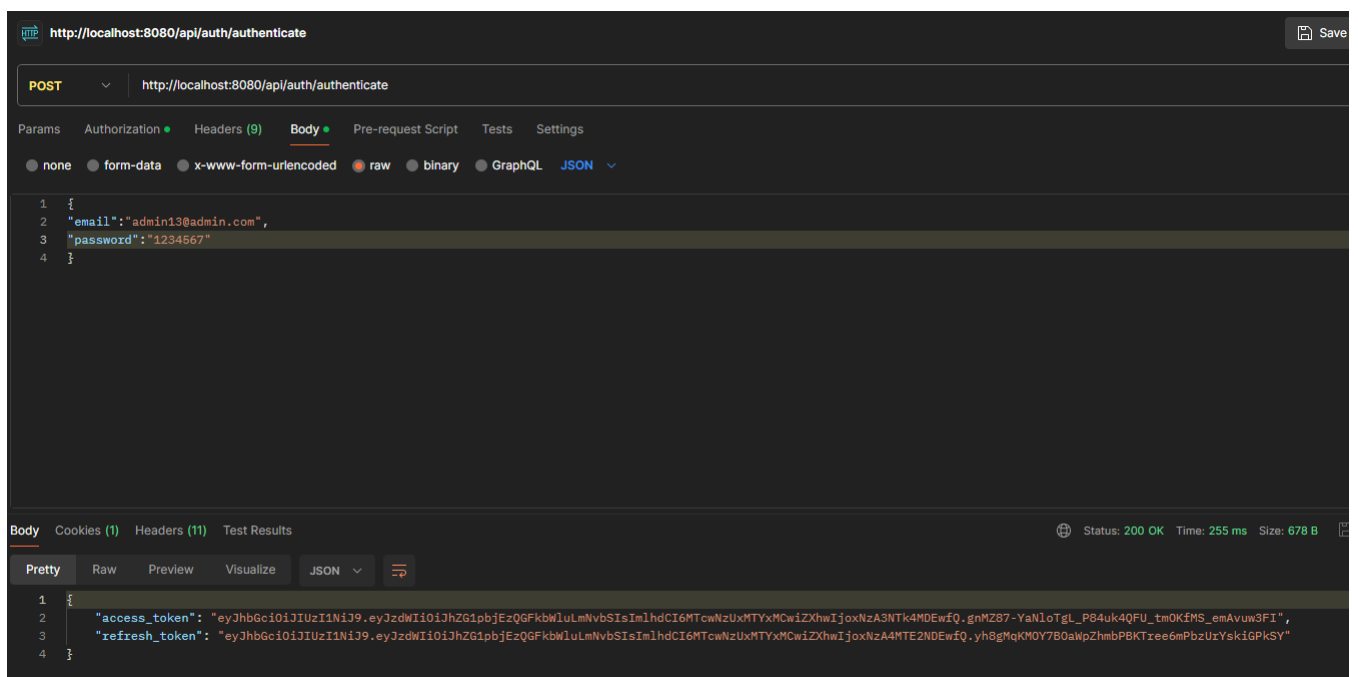 HTTP http://localhost:8080/api/auth/authenticate Save
POST http://localhost:8080/api/auth/authenticate
Params Authorization Headers (9) Body Pre-request Script Tests Settings
none form-data x-www-form-urlencoded raw binary GraphQL JSON
1 {
2 "email":"admin13@admin.com",
3 "password":"1234567"
4 }
Body Cookies (1) Headers (11) Test Results Status: 200 OK Time: 255 ms Size: 678 B
Pretty Raw Preview Visualize JSON
1 {
2 "access_token": "eyJhbGciOiJIUzI1NiJ9.eyJzdWIiOiJhZG1pbjEzQGFkbWluLmNvbSIsImlhdCI6MTcwNzUxMTYxMCwiZXhwIjoxNzA3NTk4MDEwfQ.gnMZ87-YaNloTgL_P84uk4QFU_tmOKfMS_emAvuw3FI",
3 "refresh_token": "eyJhbGciOiJIUzI1NiJ9.eyJzdWIiOiJhZG1pbjEzQGFkbWluLmNvbSIsImlhdCI6MTcwNzUxMTYxMCwiZXhwIjoxNzA4MTE2NDEwfQ.yh8gMqKMOY7BOaWpZhmbPBKTree6mPbzUrYskiGPkSY"
4 }